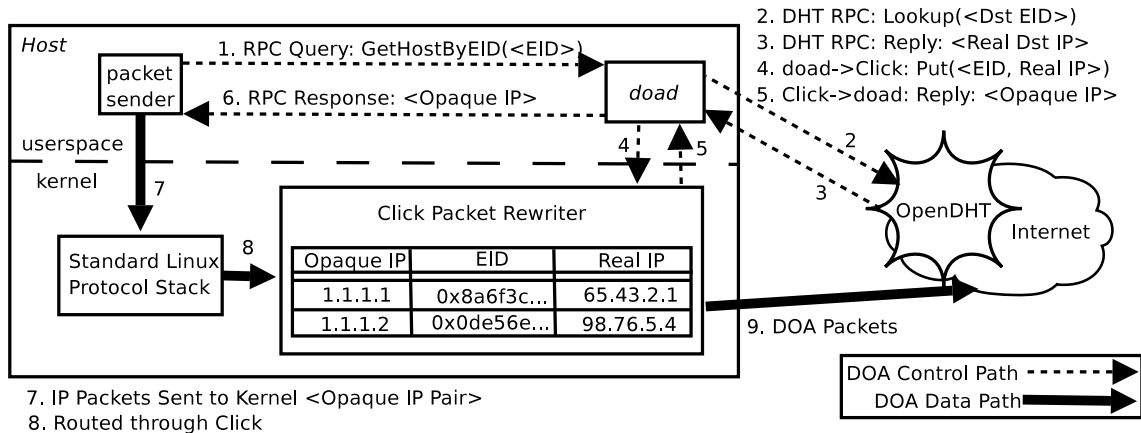 Host
1. RPC Query: GetHostByEID(<EID>)
packet
sender
6. RPC Response: <Opaque IP>
doad
2. DHT RPC: Lookup(<Dst EID>)
3. DHT RPC: Reply: <Real Dst IP>
4. doad->Click: Put(<EID, Real IP>)
5. Click->doad: Reply: <Opaque IP>
userspace
kernel
4
5
2
3
7
Click Packet Rewriter
OpenDHT
Internet
Standard Linux
Protocol Stack
8
Opaque IP EID Real IP
1.1.1.1 0x8a6f3c... 65.43.2.1
1.1.1.2 0x0de56e... 98.76.5.4
9. DOA Packets
7. IP Packets Sent to Kernel <Opaque IP Pair>
8. Routed through Click
DOA Control Path
DOA Data Path